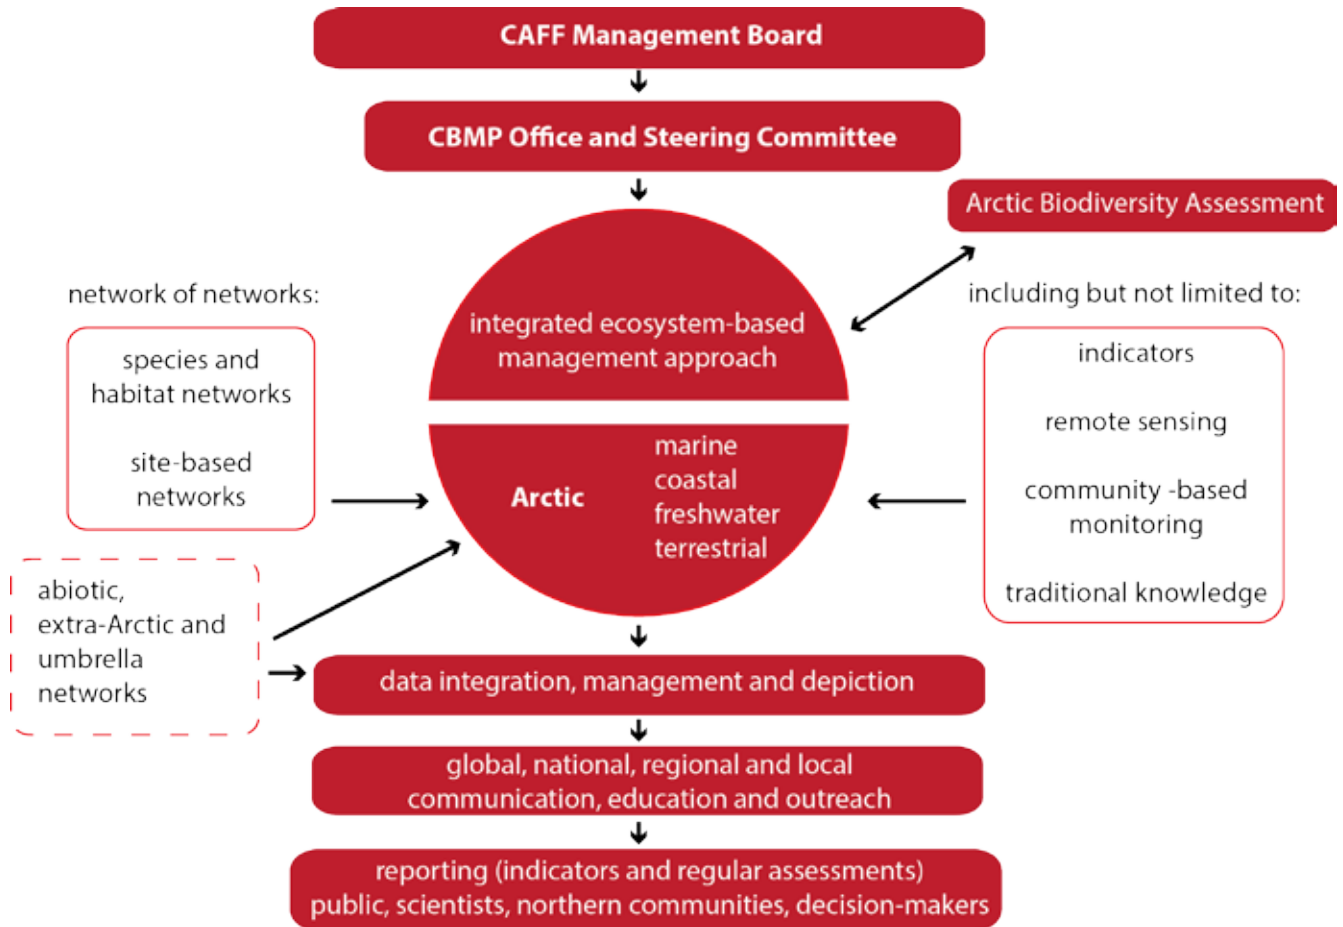 CAFF Management Board
CBMP Office and Steering Committee
Arctic Biodiversity Assessment
network of networks:
species and
habitat networks
site-based
networks
abiotic,
extra-Arctic and
umbrella
networks
integrated ecosystem-based
management approach
Arctic
marine
coastal
freshwater
terrestrial
including but not limited to:
indicators
remote sensing
community -based
monitoring
traditional knowledge
data integration, management and depiction
global, national, regional and local
communication, education and outreach
reporting (indicators and regular assessments)
public, scientists, northern communities, decision-makers